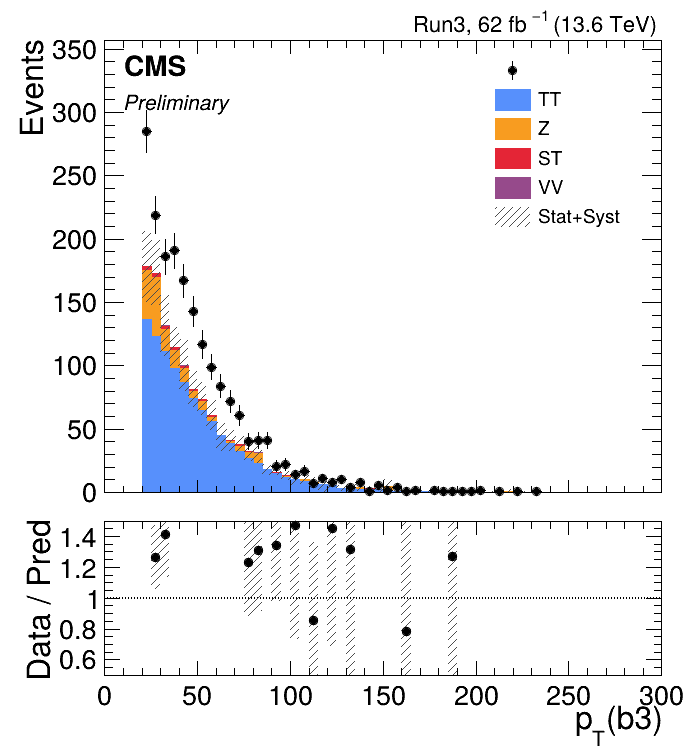 Run3, 62 fb⁻¹ (13.6 TeV)
CMS
Preliminary
TT
Z
ST
VV
Stat+Syst
Events
350
300
250
200
150
100
50
0
Data / Pred
1.4
1.2
1
0.8
0.6
0 50 100 150 200 250 300
p_T(b3)